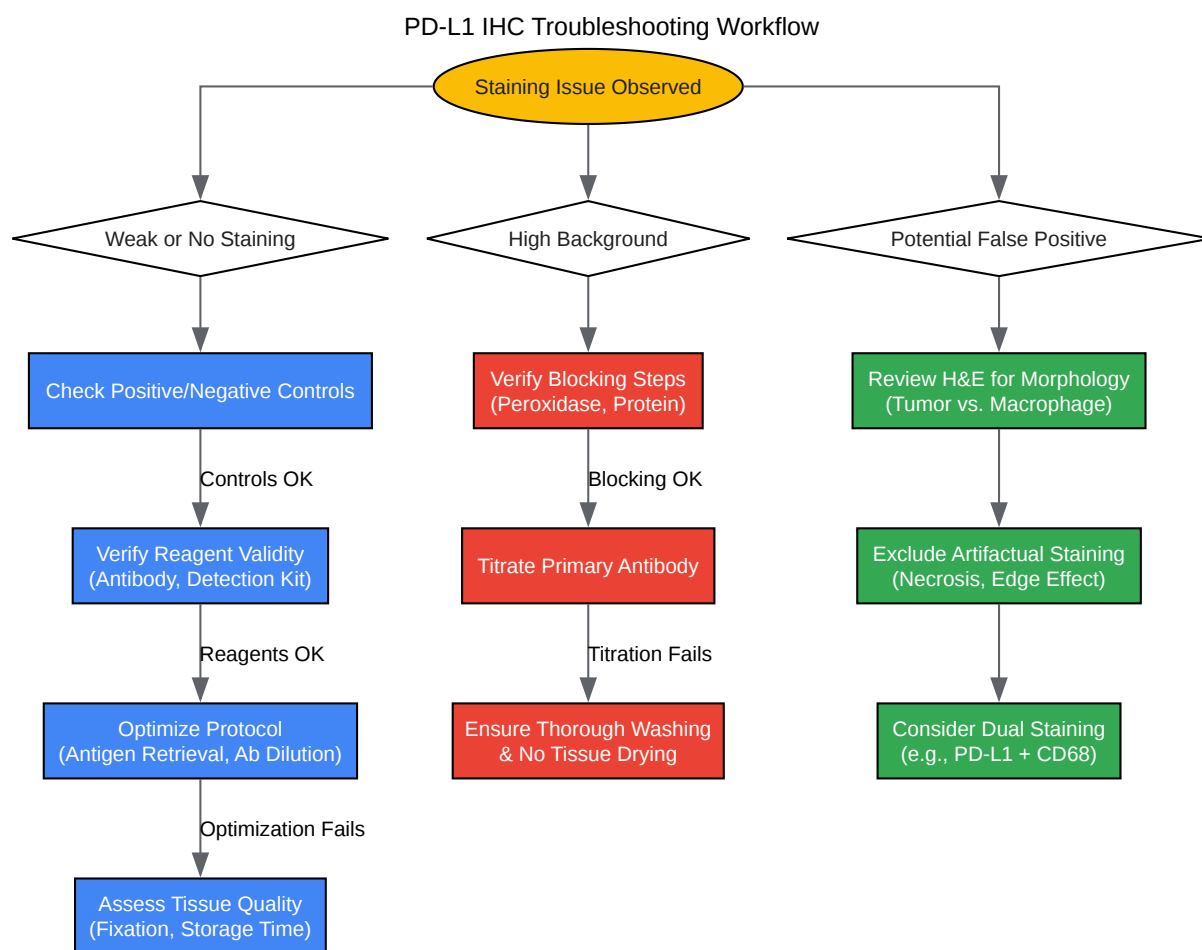 PD-L1 IHC Troubleshooting Workflow
Staining Issue Observed
Weak or No Staining
High Background
Potential False Positive
Check Positive/Negative Controls
Verify Blocking Steps
(Peroxidase, Protein)
Review H&E for Morphology
(Tumor vs. Macrophage)
Controls OK
Blocking OK
Verify Reagent Validity
(Antibody, Detection Kit)
Titrate Primary Antibody
Exclude Artifactual Staining
(Necrosis, Edge Effect)
Reagents OK
Titration Fails
Optimize Protocol
(Antigen Retrieval, Ab Dilution)
Ensure Thorough Washing
& No Tissue Drying
Consider Dual Staining
(e.g., PD-L1 + CD68)
Optimization Fails
Assess Tissue Quality
(Fixation, Storage Time)